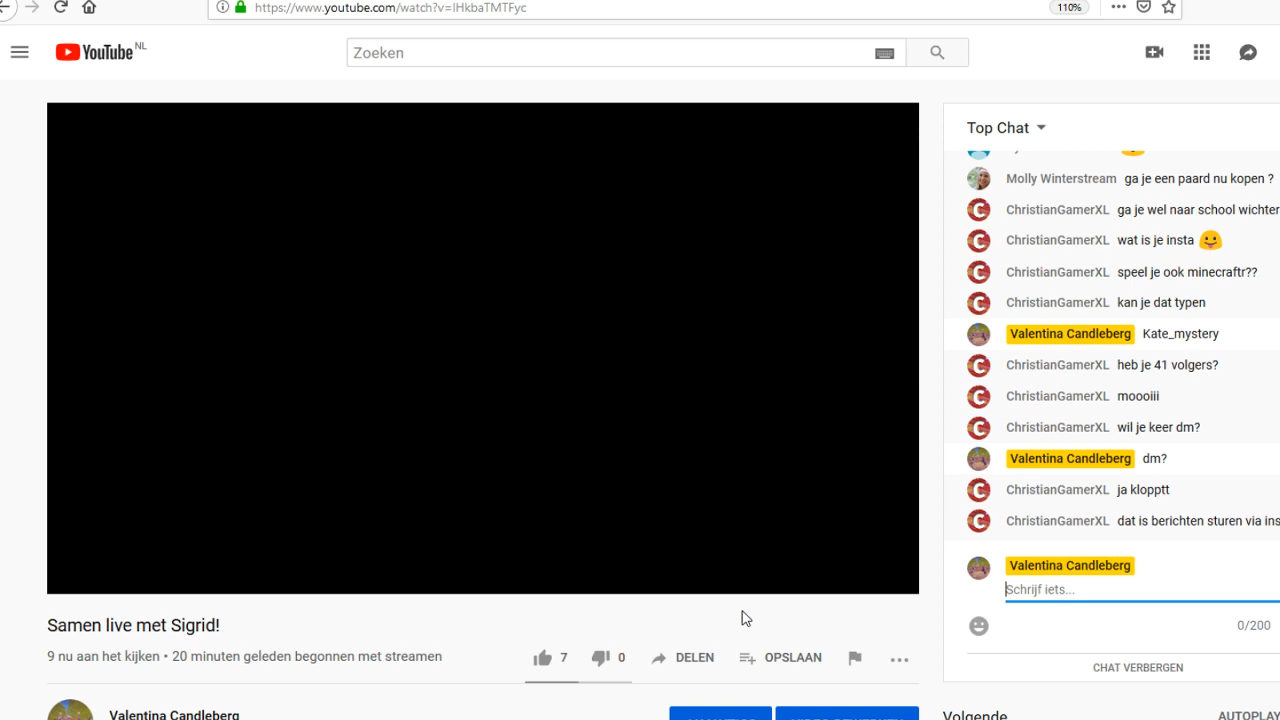 https://www.youtube.com/watch?v=lHkbaTMTFyc
110%
YouTube NL
Zoeken
Top Chat
Molly Winterstream ga je een paard nu kopen ?
ChristianGamerXL ga je wel naar school wichter
ChristianGamerXL wat is je insta
ChristianGamerXL speel je ook minecraftr??
ChristianGamerXL kan je dat typen
Valentina Candleberg Kate_mystery
ChristianGamerXL heb je 41 volgers?
ChristianGamerXL moooiii
ChristianGamerXL wil je keer dm?
Valentina Candleberg dm?
ChristianGamerXL ja klopptt
ChristianGamerXL dat is berichten sturen via ins
Valentina Candleberg
Schrijf iets...
0/200
CHAT VERBERGEN
Samen live met Sigrid!
9 nu aan het kijken • 20 minuten geleden begonnen met streamen
7
0
DELEN
OPSLAAN
Valentina Candleberg
Volgende
AUTOPLAY